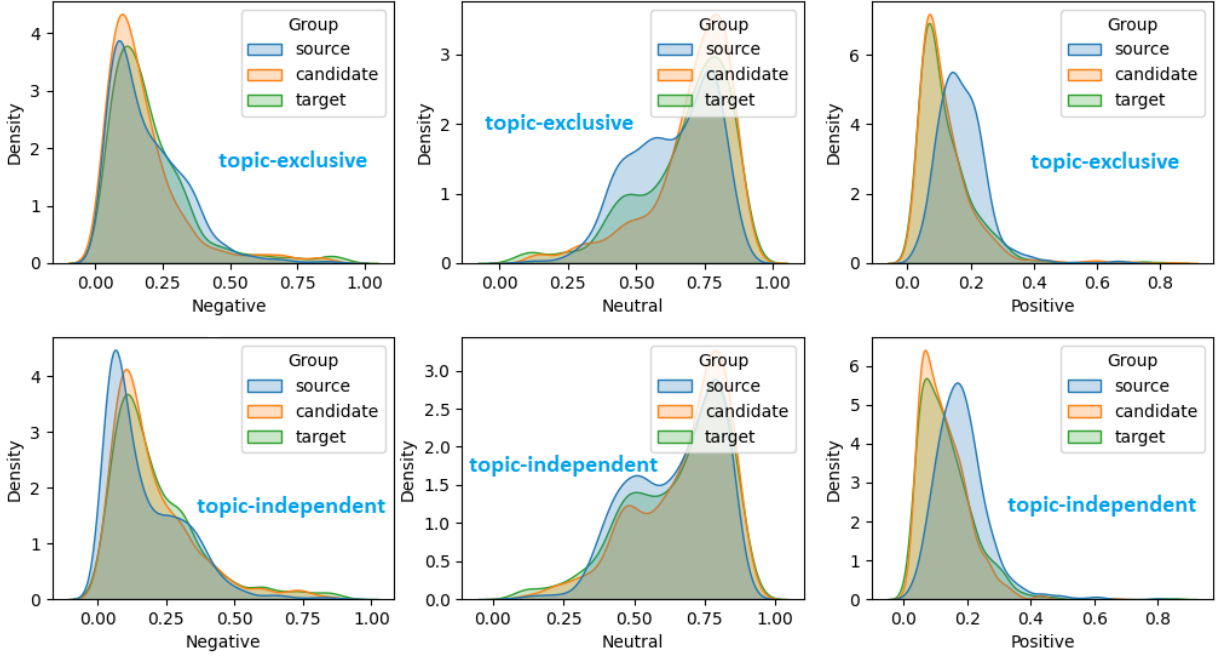 Group
source
candidate
target
topic-exclusive
Density
0
1
2
3
4
0.00
0.25
0.50
0.75
1.00
Negative
Group
source
candidate
target
topic-exclusive
Density
0
1
2
3
0.00
0.25
0.50
0.75
1.00
Neutral
Group
source
candidate
target
topic-exclusive
Density
0
2
4
6
0.0
0.2
0.4
0.6
0.8
Positive
Group
source
candidate
target
topic-independent
Density
0
1
2
3
4
0.00
0.25
0.50
0.75
1.00
Negative
Group
source
candidate
target
topic-independent
Density
0.0
0.5
1.0
1.5
2.0
2.5
3.0
0.00
0.25
0.50
0.75
1.00
Neutral
Group
source
candidate
target
topic-independent
Density
0
1
2
3
4
5
6
0.0
0.2
0.4
0.6
0.8
Positive